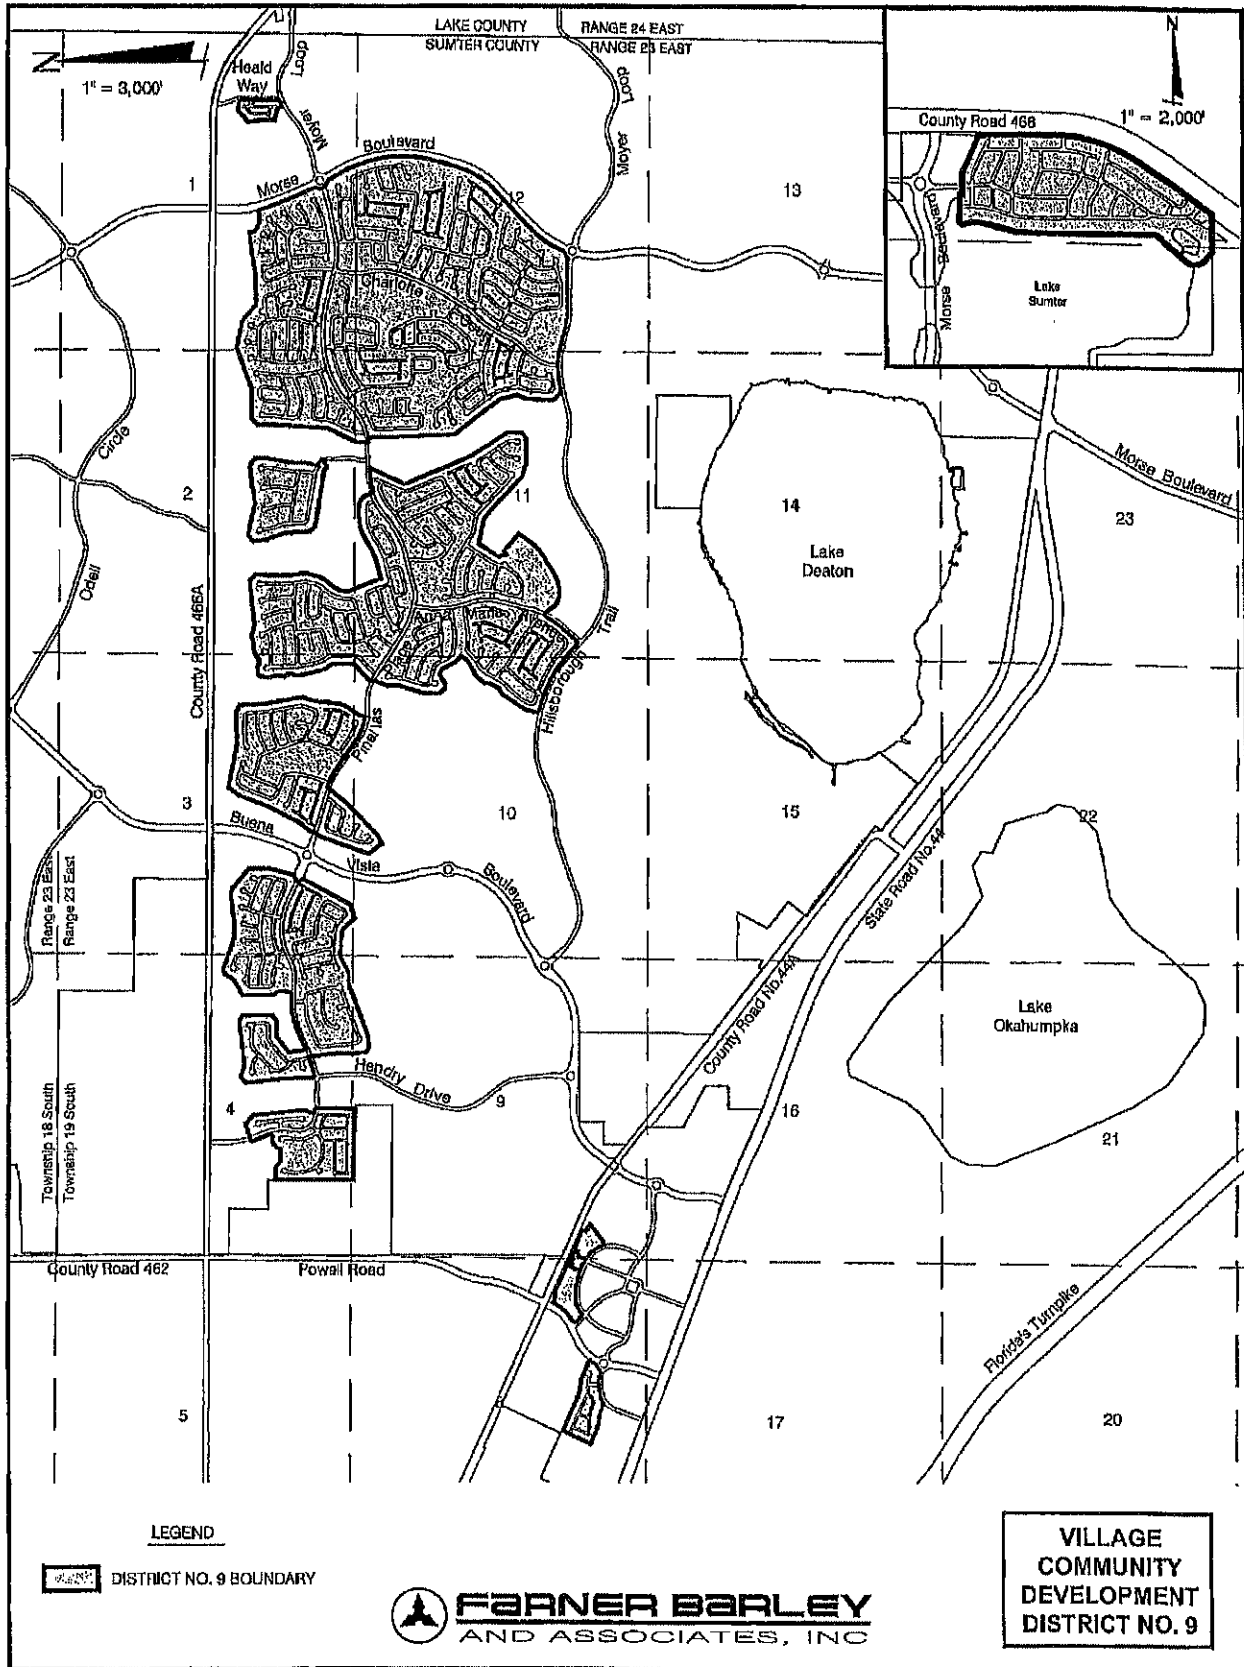 LAKE COUNTY
SUMTER COUNTY
RANGE 24 EAST
RANGE 23 EAST
N
1" = 3,000'
Heald
Way
Loop
Moyer
Loop
Moyer
Boulevard
Morse
N
1" = 2,000'
County Road 466
Boulevard
Morse
Lake
Sumter
1
12
13
Charlotte
Court
Circle
Odell
2
11
14
Lake
Deaton
Morse Boulevard
23
County Road 466A
Anna Maria Avenue
Place
Pinellas
Hillsborough Trail
3
10
15
22
Buena
Vista
Boulevard
Range 23 East
Range 23 East
State Road No.44
County Road No.44A
Lake
Okahumpka
Hendry Drive
4
9
16
21
Township 18 South
Township 19 South
County Road 462
Powell Road
Florida's Turnpike
5
17
20
LEGEND
DISTRICT NO. 9 BOUNDARY
FARNER BARLEY
AND ASSOCIATES, INC
VILLAGE
COMMUNITY
DEVELOPMENT
DISTRICT NO. 9